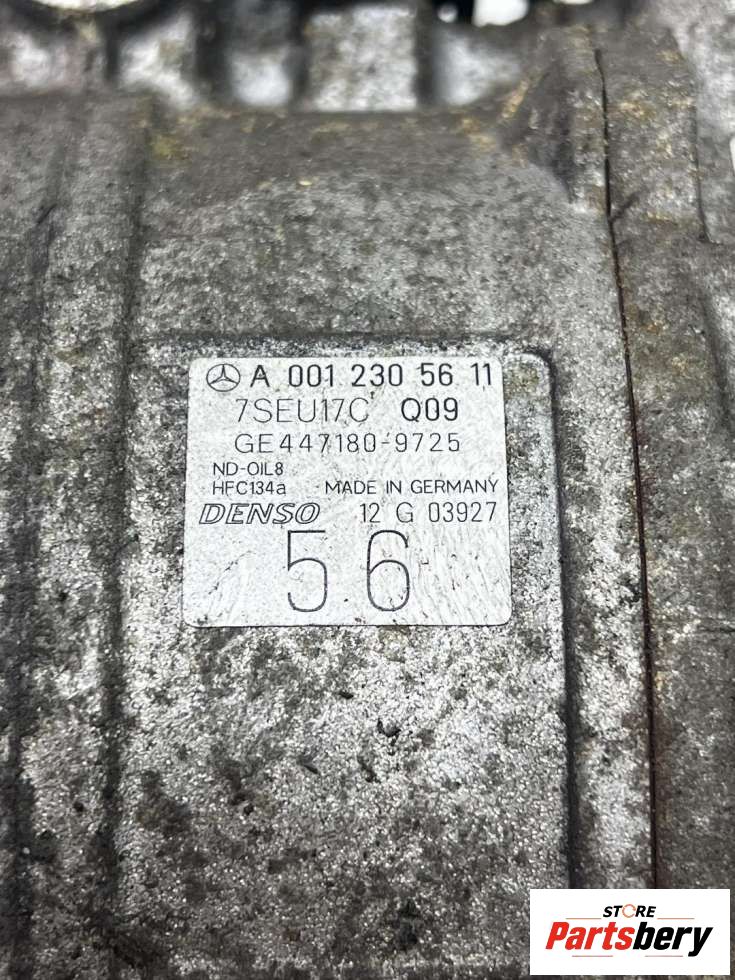 A 001 230 56 11
7SEU17C Q09
GE447180-9725
ND-OIL8
HFC134a MADE IN GERMANY
DENSO 12 G 03927
56
STORE
Partsbery